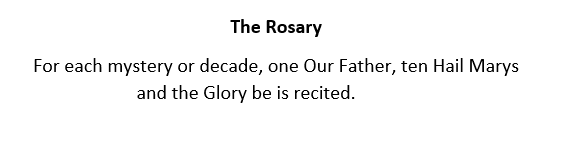 The Rosary
For each mystery or decade, one Our Father, ten Hail Marys
and the Glory be is recited.